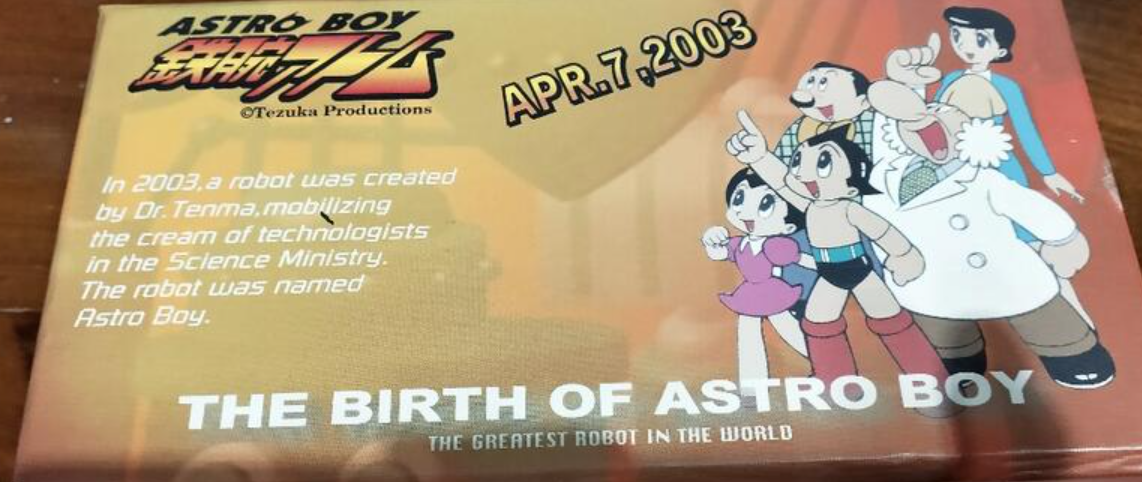 ASTRO BOY
鉄腕アトム
©Tezuka Productions
APR.7,2003
In 2003,a robot was created
by Dr.Tenma,mobilizing
the cream of technologists
in the Science Ministry.
The robot was named
Astro Boy.
THE BIRTH OF ASTRO BOY
THE GREATEST ROBOT IN THE WORLD